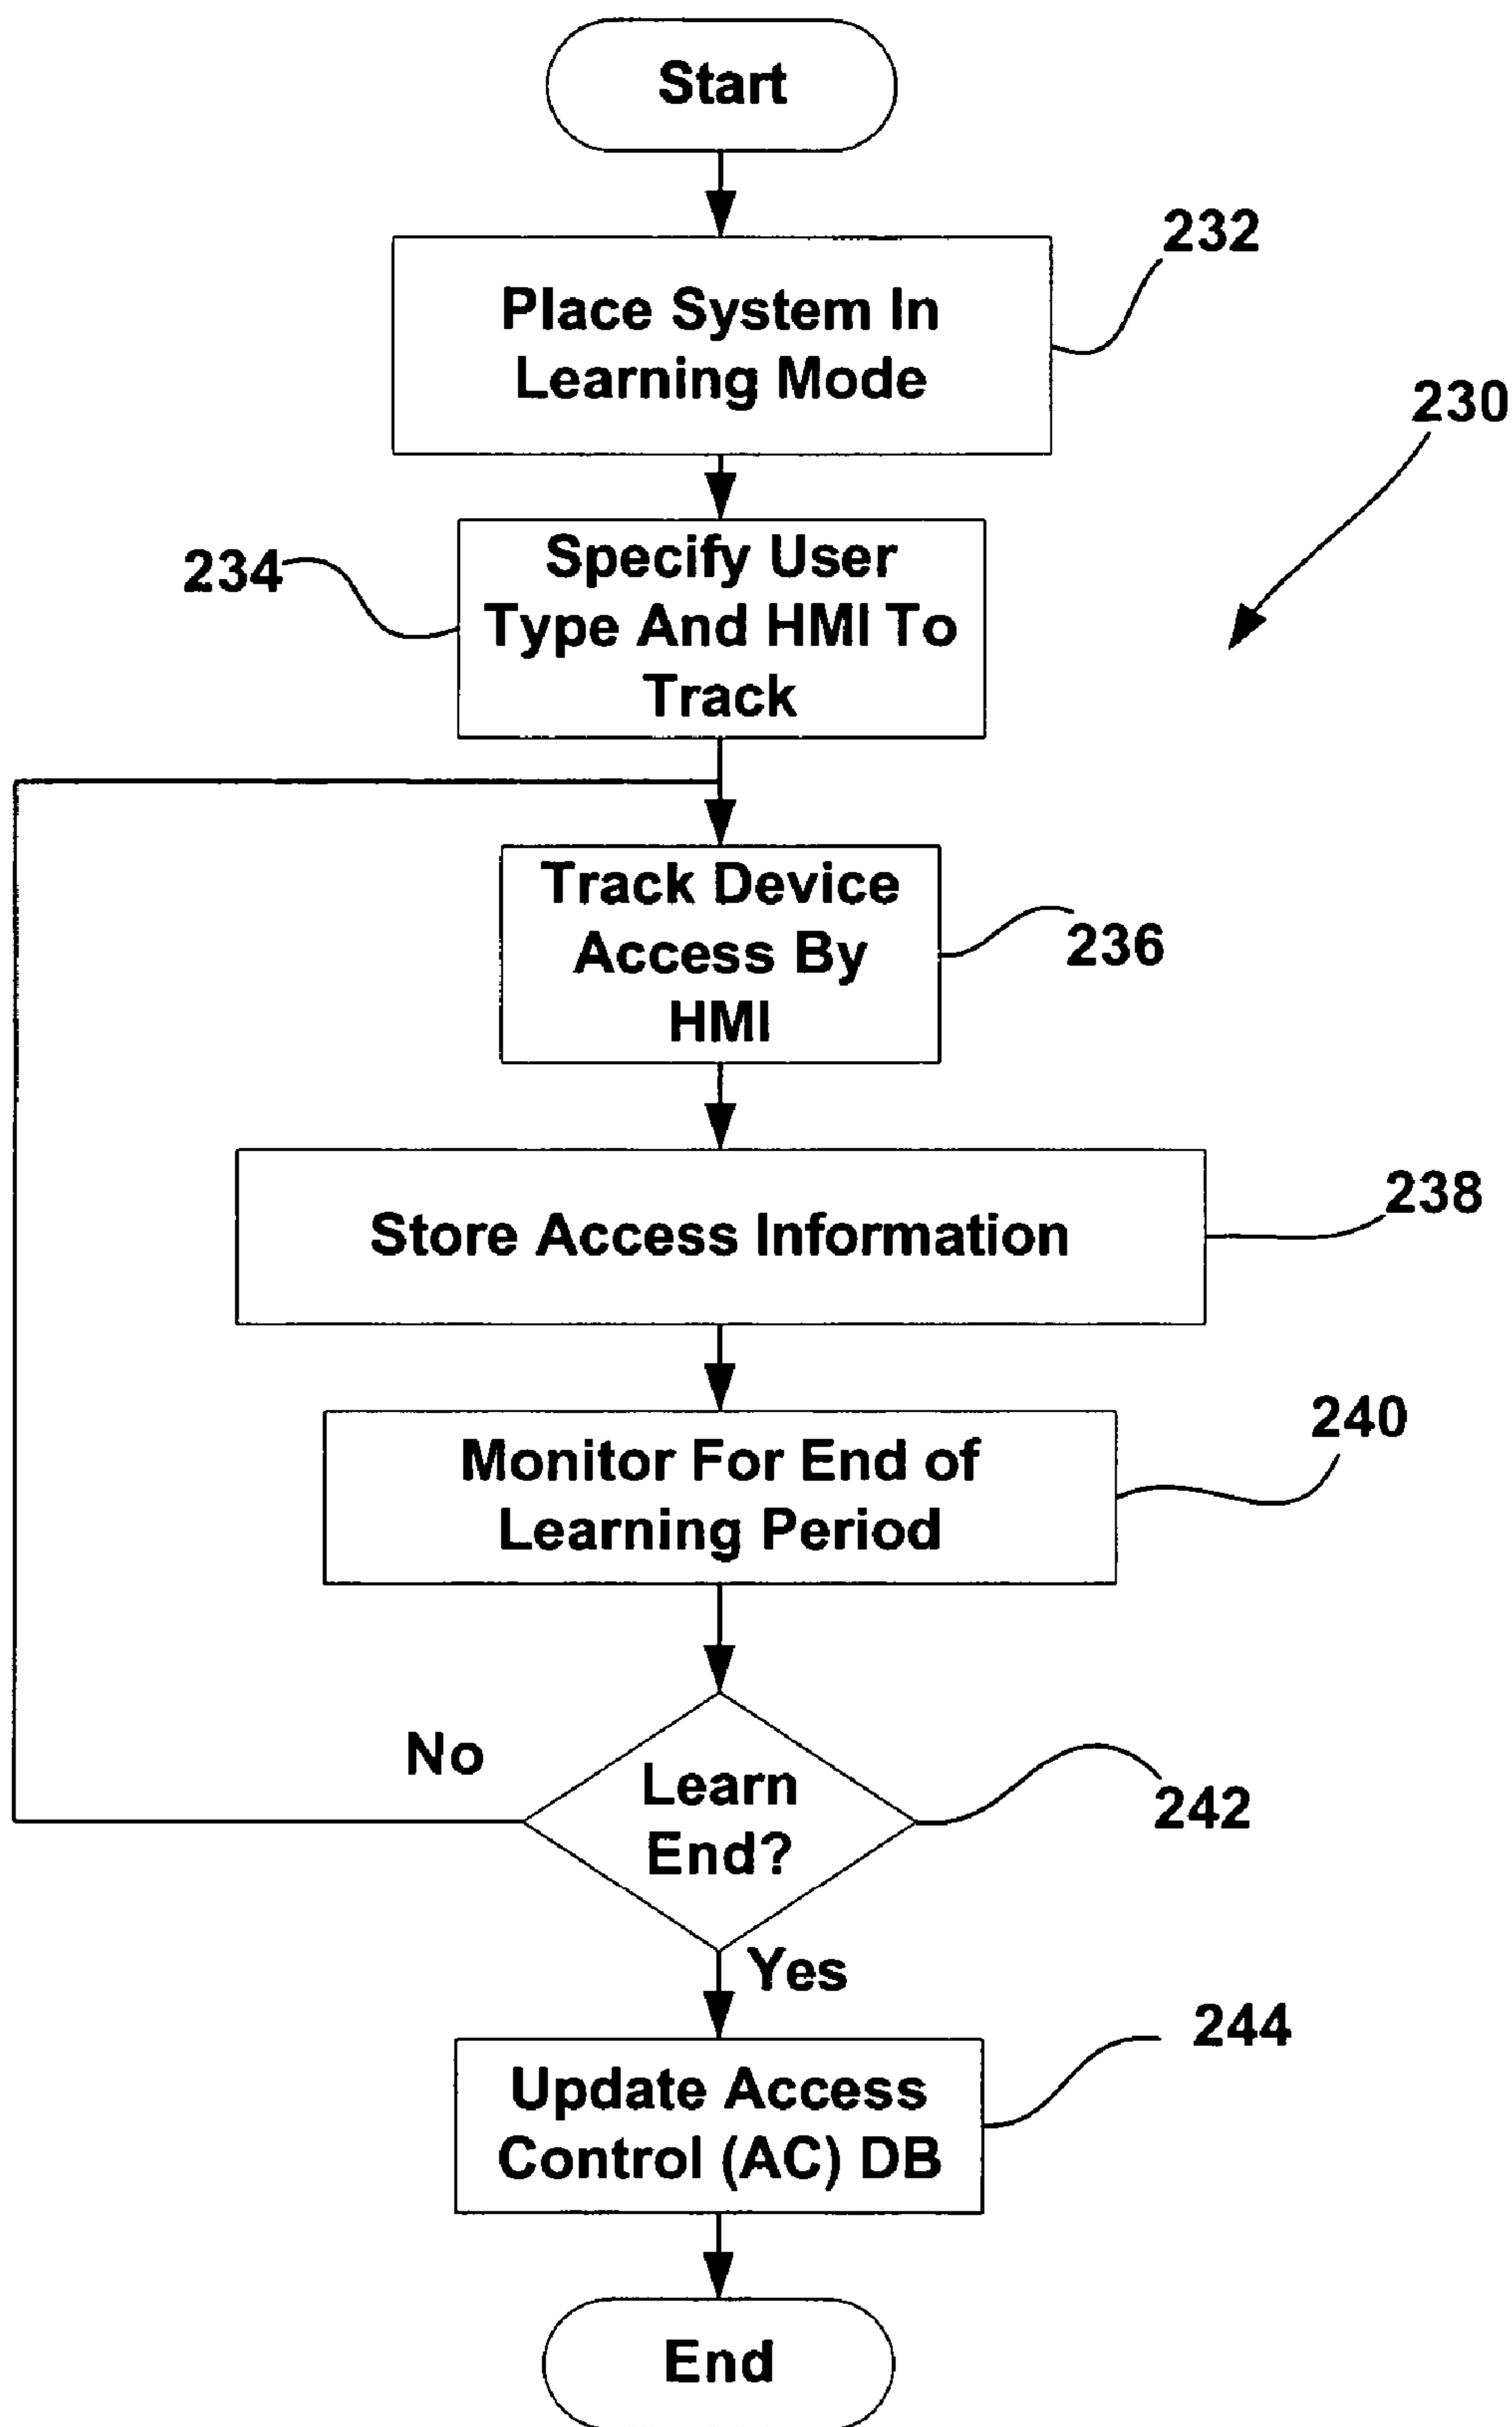 Start
232
Place System In
Learning Mode
230
234
Specify User
Type And HMI To
Track
Track Device
Access By
HMI
236
238
Store Access Information
240
Monitor For End of
Learning Period
No
Learn
End?
242
Yes
244
Update Access
Control (AC) DB
End